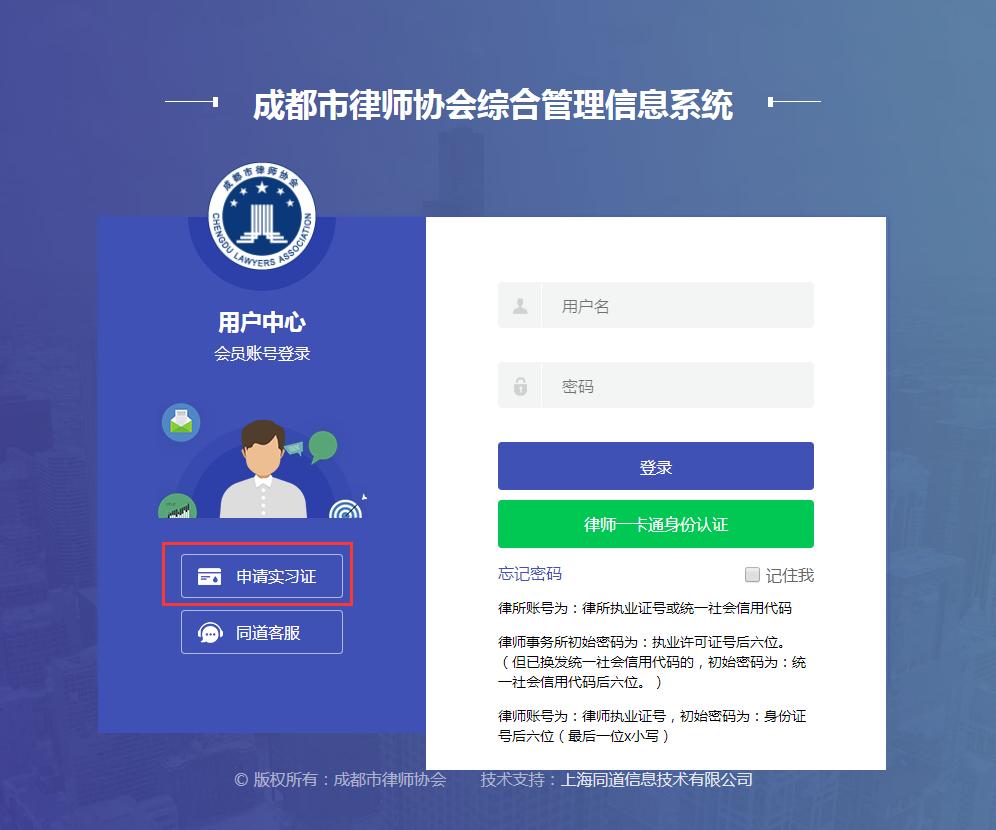 成都市律师协会综合管理信息系统
成都市律师协会
CHENGDU LAWYERS ASSOCIATION
用户中心
会员账号登录
申请实习证
同道客服
用户名
密码
登录
律师一卡通身份认证
忘记密码
记住我
律所账号为：律所执业证号或统一社会信用代码
律师事务所初始密码为：执业许可证号后六位。
（但已换发统一社会信用代码的，初始密码为：统
一社会信用代码后六位。）
律师账号为：律师执业证号，初始密码为：身份证
号后六位（最后一位x小写）
© 版权所有：成都市律师协会 技术支持：上海同道信息技术有限公司